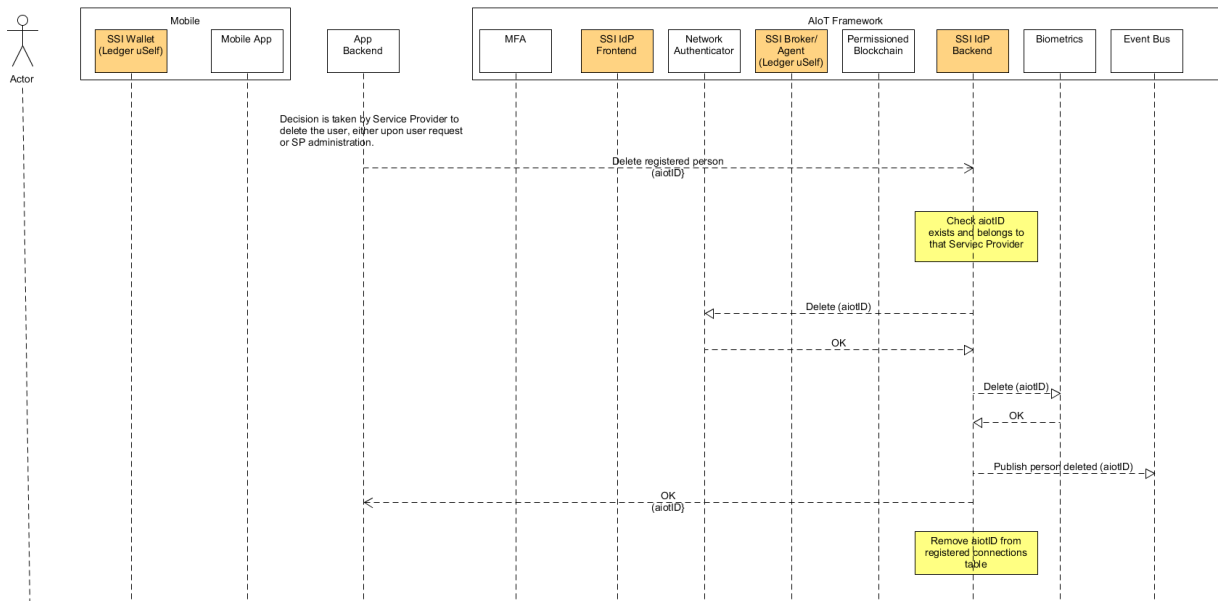 Mobile
AIoT Framework
SSI Wallet
(Ledger uSelf)
Mobile App
App
Backend
MFA
SSI IdP
Frontend
Network
Authenticator
SSI Broker/
Agent
(Ledger uSelf)
Permissioned
Blockchain
SSI IdP
Backend
Biometrics
Event Bus
Actor
Decision is taken by Service Provider to
delete the user, either upon user request
or SP administration.
Delete registered person
(aiotID}
Check aiotID
exists and belongs to
that Serviec Provider
Delete (aiotID)
OK
Delete (aiotID)
OK
Publish person deleted (aiotID)
OK
(aiotID}
Remove aiotID from
registered connections
table